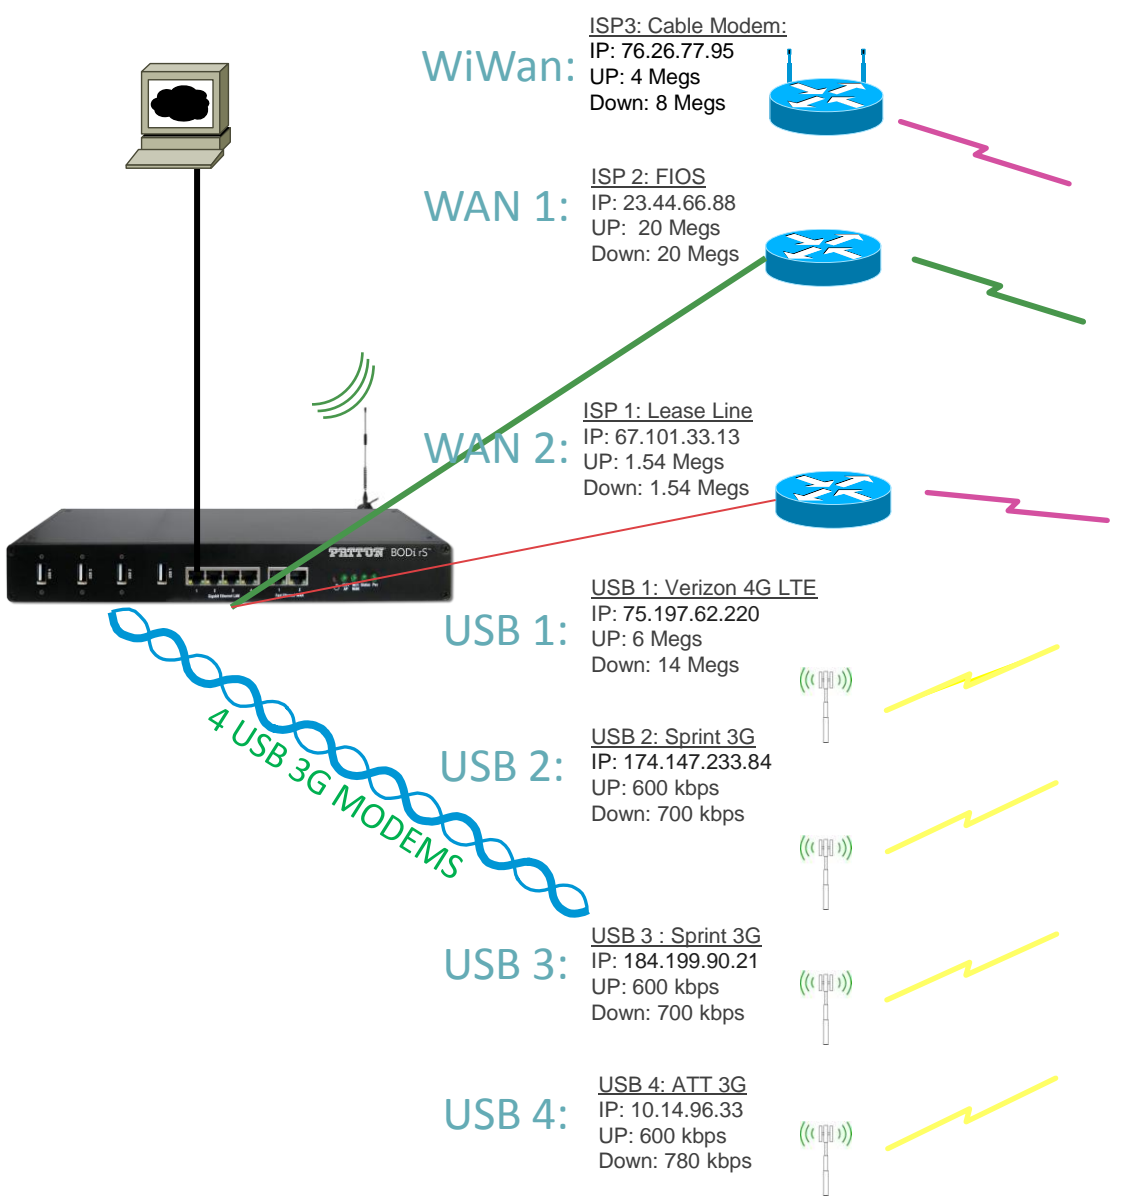 WiWan:
ISP3: Cable Modem:
IP: 76.26.77.95
UP: 4 Megs
Down: 8 Megs
WAN 1:
ISP 2: FIOS
IP: 23.44.66.88
UP:  20 Megs
Down: 20 Megs
WAN 2:
ISP 1: Lease Line
IP: 67.101.33.13
UP: 1.54 Megs
Down: 1.54 Megs
PATTON BODi rS™
USB 1:
USB 1: Verizon 4G LTE
IP: 75.197.62.220
UP: 6 Megs
Down: 14 Megs
4 USB 3G MODEMS
USB 2:
USB 2: Sprint 3G
IP: 174.147.233.84
UP: 600 kbps
Down: 700 kbps
USB 3:
USB 3 : Sprint 3G
IP: 184.199.90.21
UP: 600 kbps
Down: 700 kbps
USB 4:
USB 4: ATT 3G
IP: 10.14.96.33
UP: 600 kbps
Down: 780 kbps